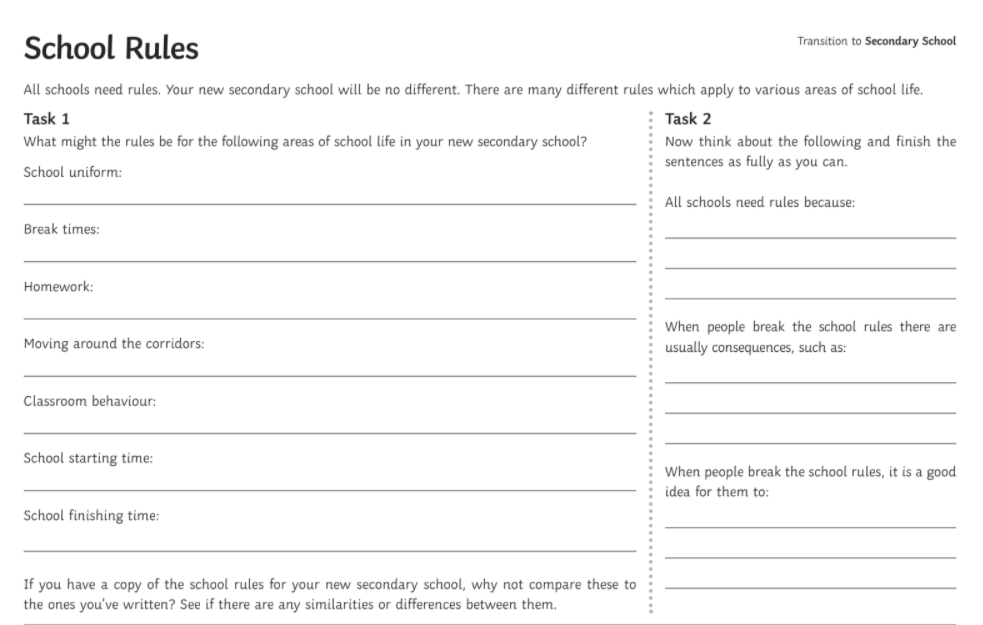 School Rules
Transition to Secondary School
All schools need rules. Your new secondary school will be no different. There are many different rules which apply to various areas of school life.
Task 1
What might the rules be for the following areas of school life in your new secondary school?
School uniform:
Break times:
Homework:
Moving around the corridors:
Classroom behaviour:
School starting time:
School finishing time:
If you have a copy of the school rules for your new secondary school, why not compare these to
the ones you've written? See if there are any similarities or differences between them.
Task 2
Now think about the following and finish the
sentences as fully as you can.
All schools need rules because:
When people break the school rules there are
usually consequences, such as:
When people break the school rules, it is a good
idea for them to: